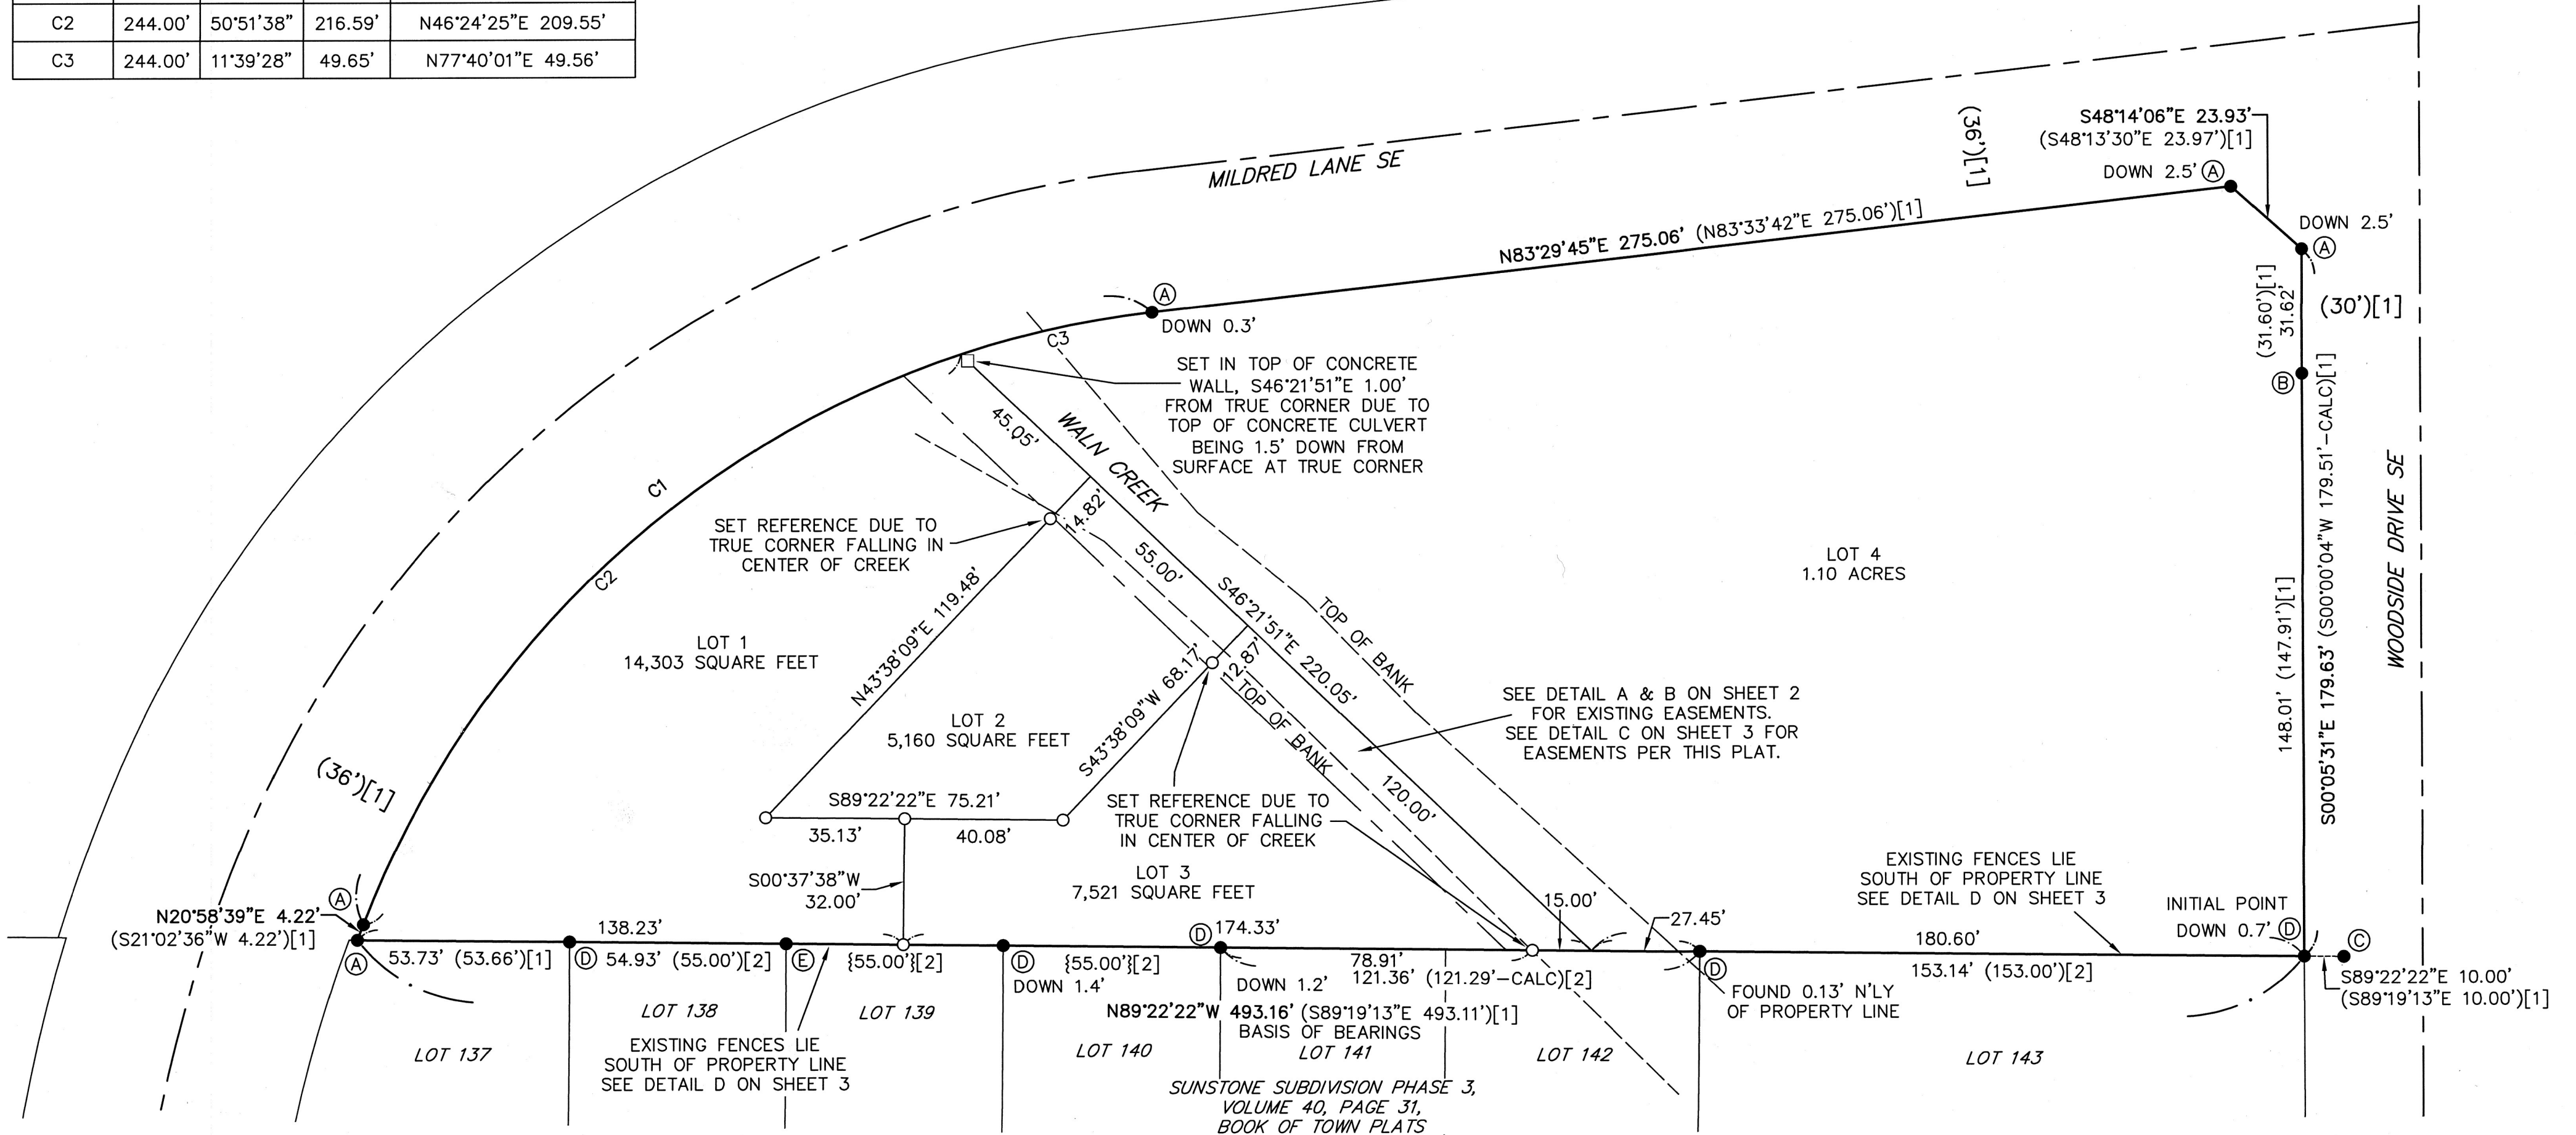 C2 244.00' 50°51'38" 216.59' N46°24'25"E 209.55'
C3 244.00' 11°39'28" 49.65' N77°40'01"E 49.56'
MILDRED LANE SE
(36')[1]
S48°14'06"E 23.93'
(S48°13'30"E 23.97')[1]
DOWN 2.5' A
DOWN 2.5'
A
N83°29'45"E 275.06' (N83°33'42"E 275.06')[1]
(31.60')[1]
31.62'
(30')[1]
B
A
DOWN 0.3'
C3
SET IN TOP OF CONCRETE
WALL, S46°21'51"E 1.00'
FROM TRUE CORNER DUE TO
TOP OF CONCRETE CULVERT
BEING 1.5' DOWN FROM
SURFACE AT TRUE CORNER
45.05'
WALN CREEK
C1
C2
SET REFERENCE DUE TO
TRUE CORNER FALLING IN
CENTER OF CREEK
14.82'
55.00'
S46°21'51"E 220.05'
TOP OF BANK
LOT 4
1.10 ACRES
148.01' (147.91')[1]
S00°05'31"E 179.63' (S00°00'04"W 179.51'-CALC)[1]
WOODSIDE DRIVE SE
LOT 1
14,303 SQUARE FEET
N43°38'09"E 119.48'
LOT 2
5,160 SQUARE FEET
S43°38'09"W 68.17'
12.87'
TOP OF BANK
120.00'
SEE DETAIL A & B ON SHEET 2
FOR EXISTING EASEMENTS.
SEE DETAIL C ON SHEET 3 FOR
EASEMENTS PER THIS PLAT.
(36')[1]
S89°22'22"E 75.21'
35.13'
40.08'
SET REFERENCE DUE TO
TRUE CORNER FALLING
IN CENTER OF CREEK
S00°37'38"W
32.00'
LOT 3
7,521 SQUARE FEET
EXISTING FENCES LIE
SOUTH OF PROPERTY LINE
SEE DETAIL D ON SHEET 3
INITIAL POINT
DOWN 0.7' D
C
A
N20°58'39"E 4.22'
(S21°02'36"W 4.22')[1]
A
138.23'
D 174.33'
15.00'
27.45'
180.60'
53.73' (53.66')[1]
D 54.93' (55.00')[2]
E
{55.00'}[2]
D
DOWN 1.4'
{55.00'}[2]
DOWN 1.2'
78.91'
121.36' (121.29'-CALC)[2]
D
153.14' (153.00')[2]
S89°22'22"E 10.00'
(S89°19'13"E 10.00')[1]
FOUND 0.13' N'LY
OF PROPERTY LINE
N89°22'22"W 493.16' (S89°19'13"E 493.11')[1]
BASIS OF BEARINGS
LOT 137
LOT 138
LOT 139
LOT 140
LOT 141
LOT 142
LOT 143
EXISTING FENCES LIE
SOUTH OF PROPERTY LINE
SEE DETAIL D ON SHEET 3
SUNSTONE SUBDIVISION PHASE 3,
VOLUME 40, PAGE 31,
BOOK OF TOWN PLATS